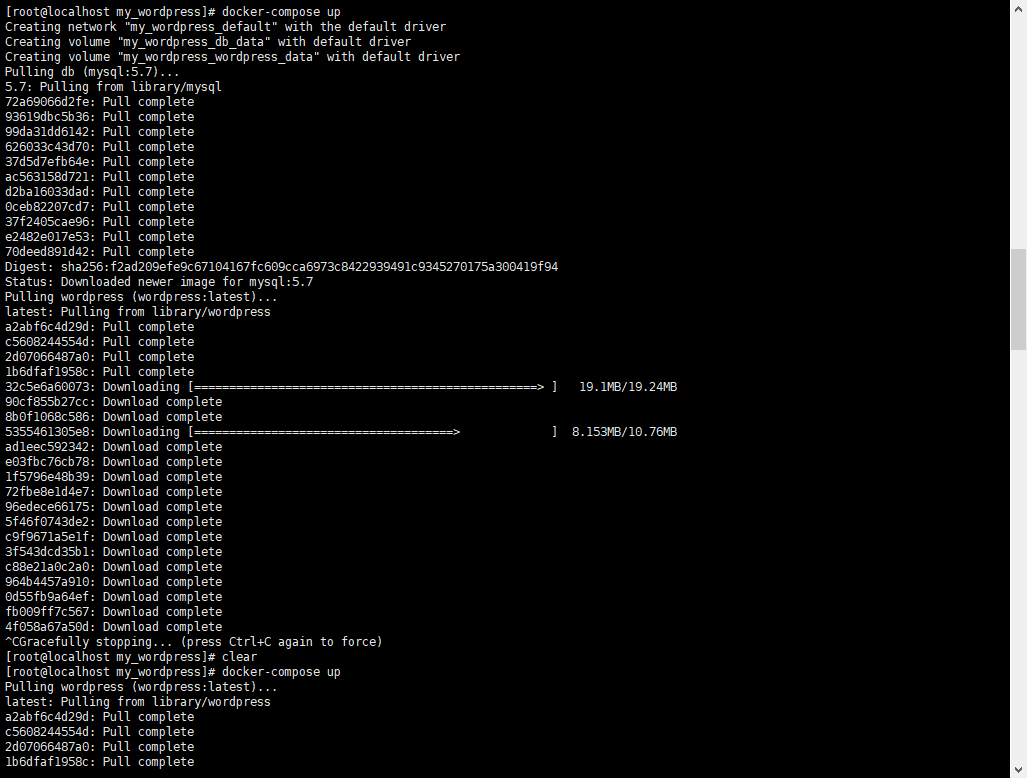 [root@localhost my_wordpress]# docker-compose up
Creating network "my_wordpress_default" with the default driver
Creating volume "my_wordpress_db_data" with default driver
Creating volume "my_wordpress_wordpress_data" with default driver
Pulling db (mysql:5.7)...
5.7: Pulling from library/mysql
72a69066d2fe: Pull complete
93619dbc5b36: Pull complete
99da31dd6142: Pull complete
626033c43d70: Pull complete
37d5d7efb64e: Pull complete
ac563158d721: Pull complete
d2ba16033dad: Pull complete
0ceb82207cd7: Pull complete
37f2405cae96: Pull complete
e2482e017e53: Pull complete
70deed891d42: Pull complete
Digest: sha256:f2ad209efe9c67104167fc609cca6973c8422939491c9345270175a300419f94
Status: Downloaded newer image for mysql:5.7
Pulling wordpress (wordpress:latest)...
latest: Pulling from library/wordpress
a2abf6c4d29d: Pull complete
c5608244554d: Pull complete
2d07066487a0: Pull complete
1b6dfaf1958c: Pull complete
32c5e6a60073: Downloading [=================================================> ]   19.1MB/19.24MB
90cf855b27cc: Download complete
8b0f1068c586: Download complete
5355461305e8: Downloading [=====================================>             ]  8.153MB/10.76MB
ad1eec592342: Download complete
e03fbc76cb78: Download complete
1f5796e48b39: Download complete
72fbe8e1d4e7: Download complete
96edece66175: Download complete
5f46f0743de2: Download complete
c9f9671a5e1f: Download complete
3f543dcd35b1: Download complete
c88e21a0c2a0: Download complete
964b4457a910: Download complete
0d55fb9a64ef: Download complete
fb009ff7c567: Download complete
4f058a67a50d: Download complete
^CGracefully stopping... (press Ctrl+C again to force)
[root@localhost my_wordpress]# clear
[root@localhost my_wordpress]# docker-compose up
Pulling wordpress (wordpress:latest)...
latest: Pulling from library/wordpress
a2abf6c4d29d: Pull complete
c5608244554d: Pull complete
2d07066487a0: Pull complete
1b6dfaf1958c: Pull complete